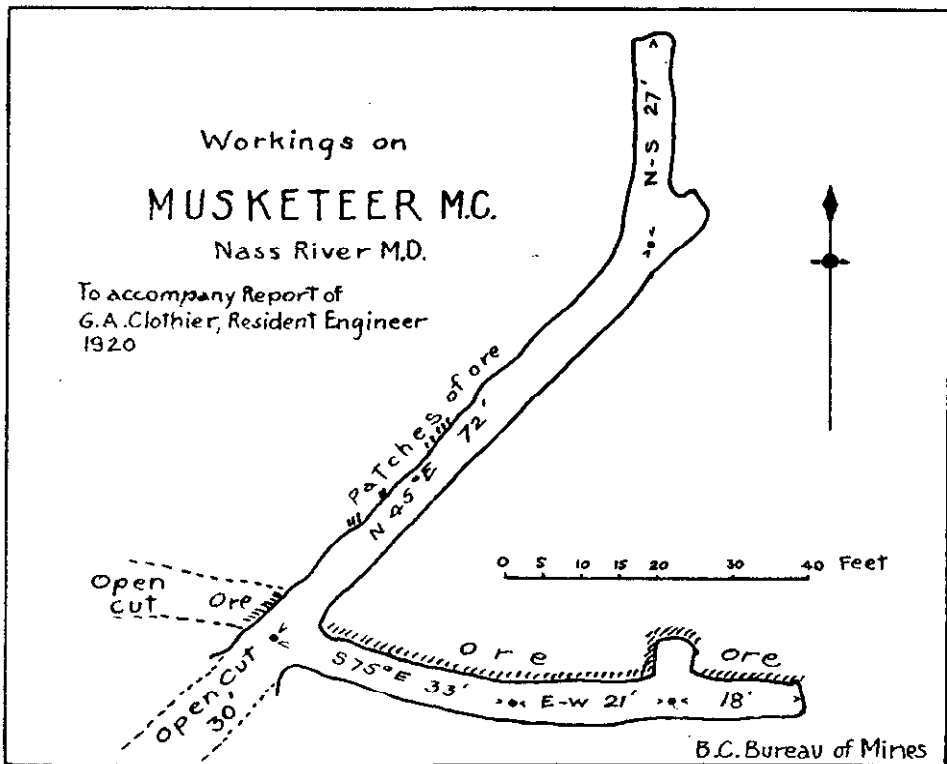 Workings on
MUSKETEER M.C.
Nass River M.D.
To accompany Report of
G.A. Clothier, Resident Engineer
1920
N-S 27'
Patches of ore
N 45° E 72'
0 5 10 20 30 40 Feet
Open
cut
Ore
Open cut
30'
Ore
ore
S 75° E 33'
E-W 21'
18'
B.C. Bureau of Mines